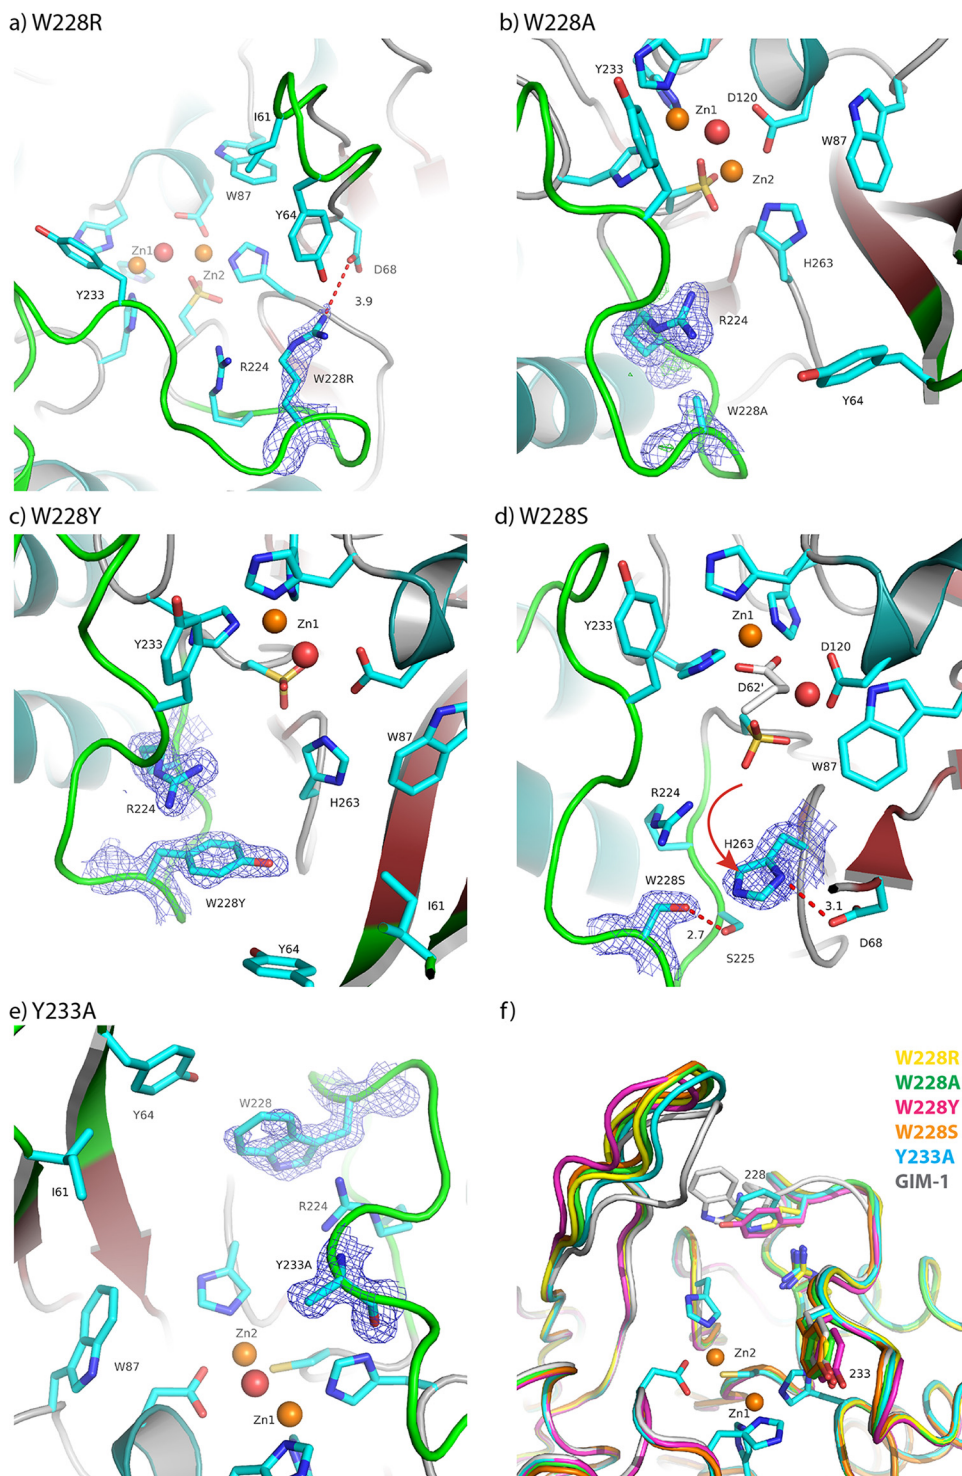 a) W228R
I61
W87
Y64
Zn1
Zn2
D68
Y233
3.9
R224
W228R
b) W228A
Y233
D120
Zn1
W87
Zn2
H263
R224
W228A
Y64
c) W228Y
Zn1
Y233
W87
R224
H263
W228Y
I61
Y64
d) W228S
Zn1
Y233
D120
D62'
W87
R224
H263
W228S
3.1
2.7
D68
S225
e) Y233A
Y64
W228
I61
R224
Y233A
Zn2
W87
Zn1
f)
W228R
W228A
W228Y
W228S
Y233A
GIM-1
228
Zn2
233
Zn1